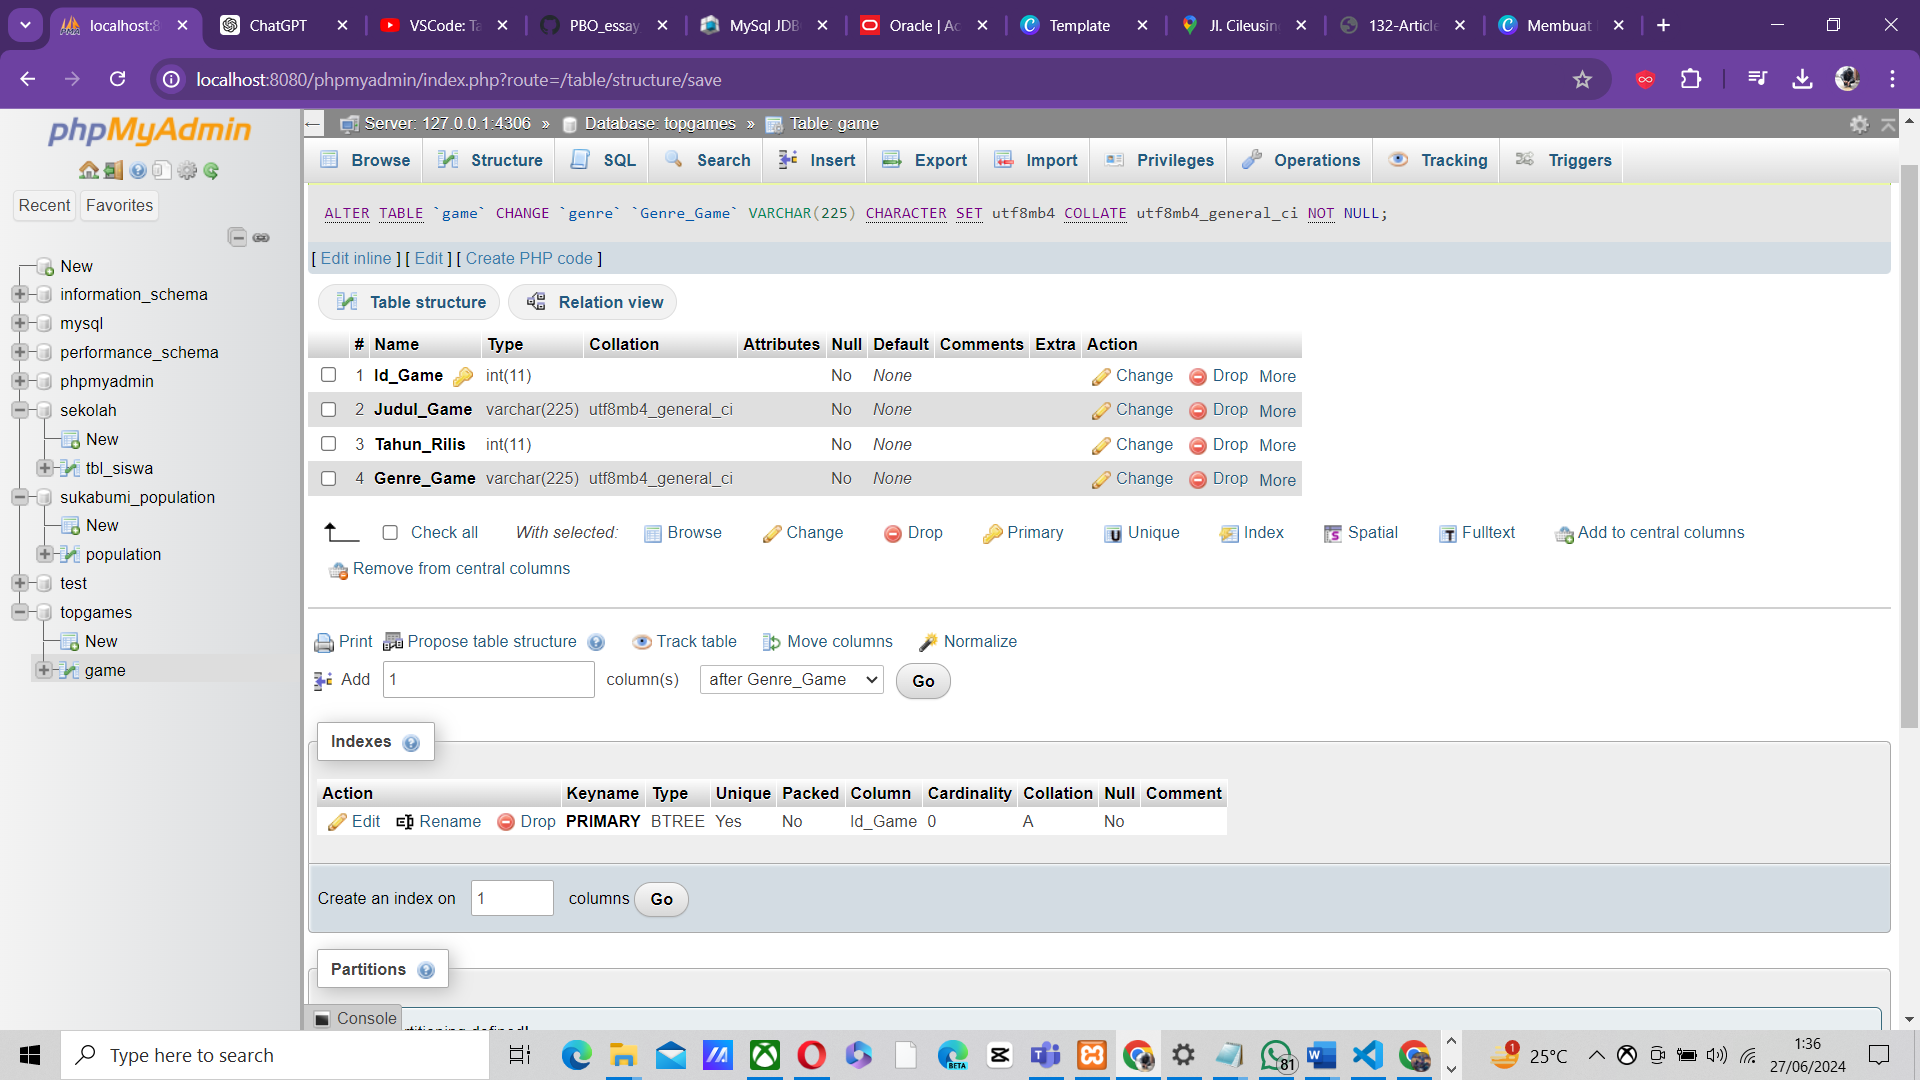 localhost:8
ChatGPT
VSCode: Ta
PBO_essay
MySql JDB
Oracle | Ac
Template
Jl. Cileusin
132-Article
Membuat
localhost:8080/phpmyadmin/index.php?route=/table/structure/save
phpMyAdmin
Recent
Favorites
New
information_schema
mysql
performance_schema
phpmyadmin
sekolah
New
tbl_siswa
sukabumi_population
New
population
test
topgames
New
game
Server: 127.0.0.1:4306 » Database: topgames » Table: game
Browse Structure SQL Search Insert Export Import Privileges Operations Tracking Triggers
ALTER TABLE `game` CHANGE `genre` `Genre_Game` VARCHAR(225) CHARACTER SET utf8mb4 COLLATE utf8mb4_general_ci NOT NULL;
[ Edit inline ] [ Edit ] [ Create PHP code ]
Table structure Relation view
# Name Type Collation Attributes Null Default Comments Extra Action
1 Id_Game int(11) No None Change Drop More
2 Judul_Game varchar(225) utf8mb4_general_ci No None Change Drop More
3 Tahun_Rilis int(11) No None Change Drop More
4 Genre_Game varchar(225) utf8mb4_general_ci No None Change Drop More
Check all With selected: Browse Change Drop Primary Unique Index Spatial Fulltext Add to central columns
Remove from central columns
Print Propose table structure Track table Move columns Normalize
Add 1 column(s) after Genre_Game Go
Indexes
Action Keyname Type Unique Packed Column Cardinality Collation Null Comment
Edit Rename Drop PRIMARY BTREE Yes No Id_Game 0 A No
Create an index on 1 columns Go
Partitions
Console
Type here to search
BETA
81
1
25°C
1:36
27/06/2024